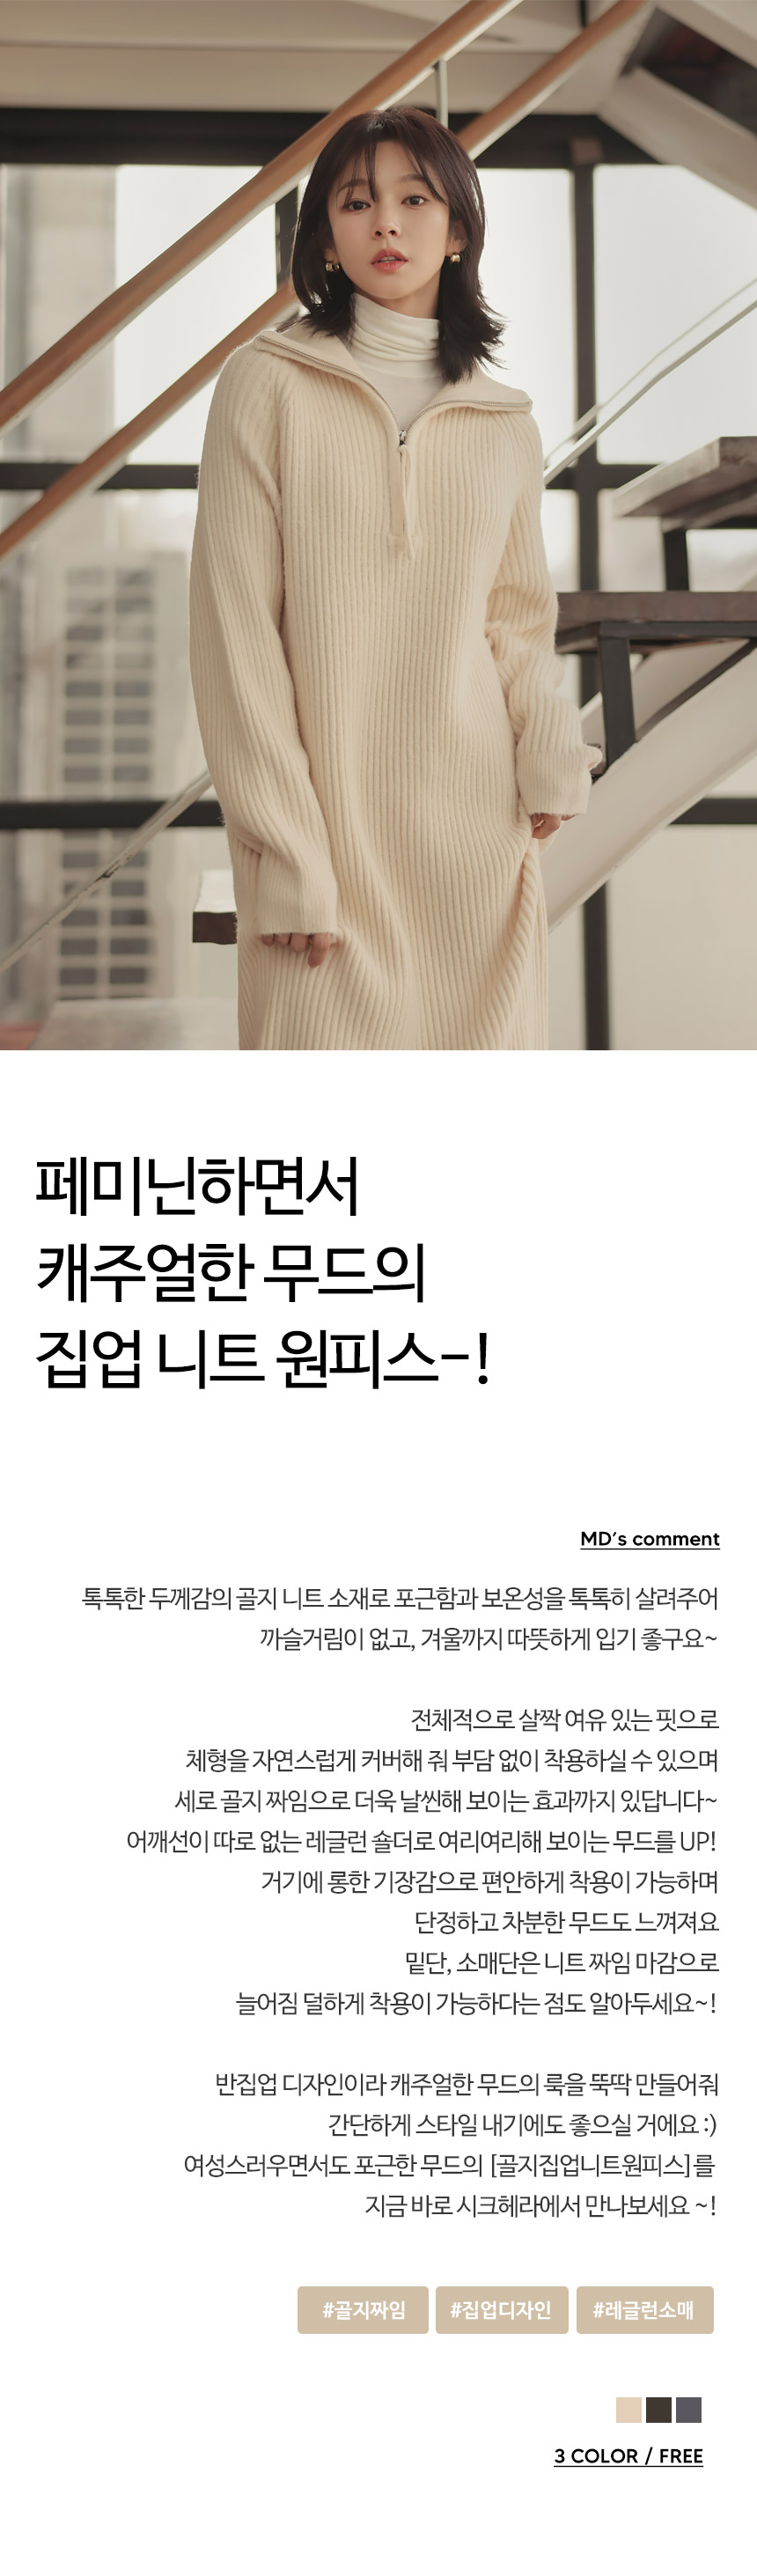 페미닌하면서
캐주얼한 무드의
집업 니트 원피스-!
MD's comment
톡톡한 두께감의 골지 니트 소재로 포근함과 보온성을 톡톡히 살려주어
까슬거림이 없고, 겨울까지 따뜻하게 입기 좋구요~
전체적으로 살짝 여유 있는 핏으로
체형을 자연스럽게 커버해 줘 부담 없이 착용하실 수 있으며
세로 골지 짜임으로 더욱 날씬해 보이는 효과까지 있답니다~
어깨선이 따로 없는 레글런 숄더로 여리여리해 보이는 무드를 UP!
거기에 롱한 기장감으로 편안하게 착용이 가능하며
단정하고 차분한 무드도 느껴져요
밑단, 소매단은 니트 짜임 마감으로
늘어짐 덜하게 착용이 가능하다는 점도 알아두세요~!
반집업 디자인이라 캐주얼한 무드의 룩을 뚝딱 만들어줘
간단하게 스타일 내기에도 좋으실 거에요 :)
여성스러우면서도 포근한 무드의 [골지집업니트원피스]를
지금 바로 시크헤라에서 만나보세요 ~!
#골지짜임 #집업디자인 #레글런소매
3 COLOR / FREE